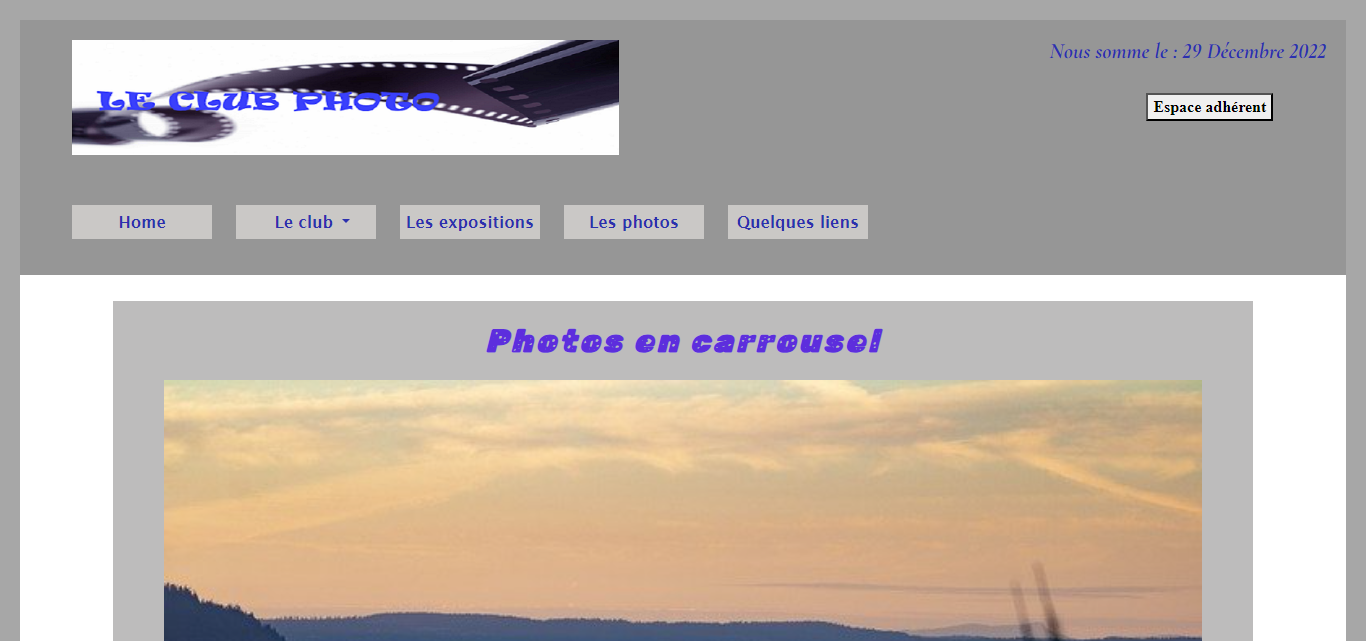 LE CLUB PHOTO
Nous somme le : 29 Décembre 2022
Espace adhérent
Home
Le club
Les expositions
Les photos
Quelques liens
Photos en carrousel